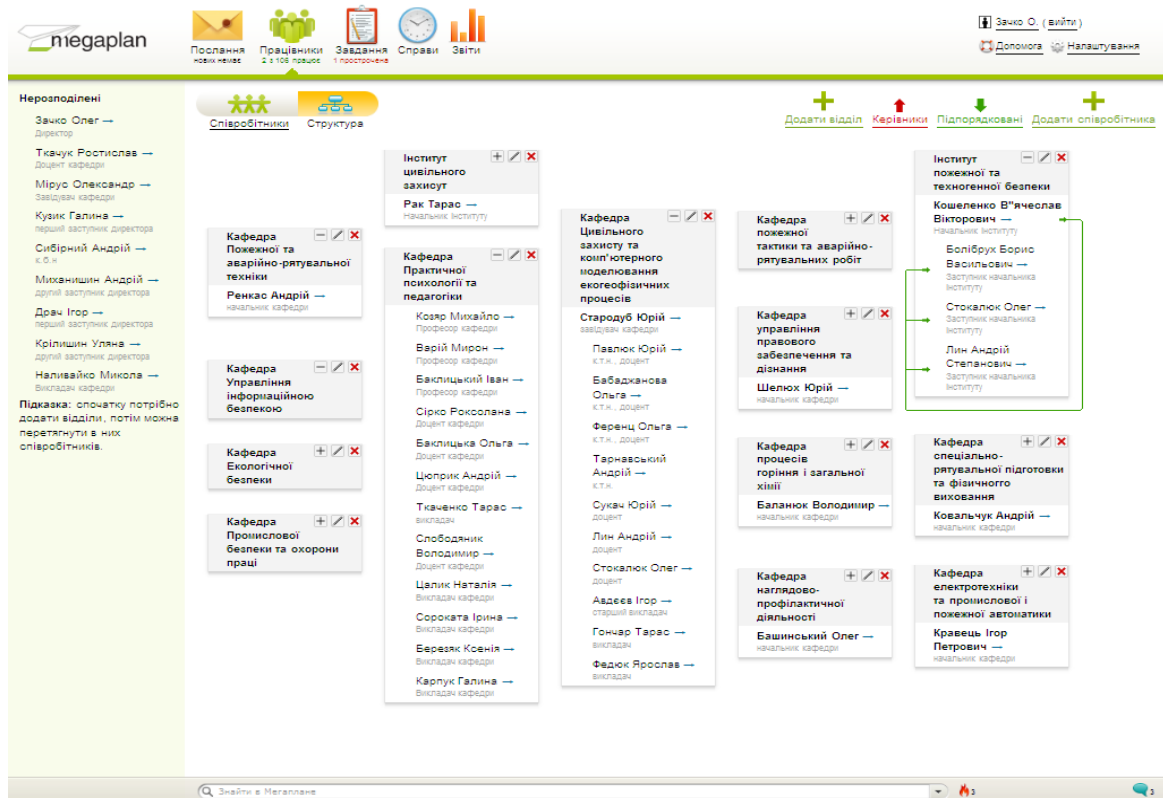 megaplan
Послання
нових немає
Працівники
2 з 106 працює
Завдання
1 прострочена
Справи
Звіти
Зачко О. ( вийти )
Допомога
Налаштування
Нерозподілені
Зачко Олег →
Директор
Ткачук Ростислав →
Доцент кафедри
Мірус Олександр →
Завідувач кафедри
Кузик Галина →
перший заступник директора
Сибірний Андрій →
к.б.н
Миханишин Андрій →
другий заступник директора
Драч Ігор →
перший заступник директора
Крілишин Уляна →
другий заступник директора
Наливайко Микола →
Викладач кафедри
Підказка: спочатку потрібно
додати відділи, потім можна
перетягнути в них
співробітників.
Співробітники
Структура
Додати відділ
Керівники
Підпорядковані
Додати співробітника
Кафедра
Пожежної та
аварійно-рятувальної
техніки
Ренкас Андрій →
начальник кафедри
Кафедра
Управління
інформаційною
безпекою
Кафедра
Екологічної
безпеки
Кафедра
Промислової
безпеки та охорони
праці
Інститут
цивільного
захисут
Рак Тарас →
Начальник Інституту
Кафедра
Практичної
психології та
педагогіки
Козяр Михайло →
Професор кафедри
Варій Мирон →
Професор кафедри
Баклицький Іван →
Професор кафедри
Сірко Роксолана →
Доцент кафедри
Баклицька Ольга →
Доцент кафедри
Цюприк Андрій →
Доцент кафедри
Ткаченко Тарас →
викладач
Слободяник
Володимир →
Доцент кафедри
Цалик Наталія →
Викладач кафедри
Сороката Ірина →
Викладач кафедри
Березяк Ксенія →
Викладач кафедри
Карпук Галина →
Викладач кафедри
Кафедра
Цивільного
захисту та
комп'ютерного
моделювання
екогеофізичних
процесів
Стародуб Юрій →
завідувач кафедри
Павлюк Юрій →
к.т.н., доцент
Бабаджанова
Ольга →
к.т.н., доцент
Ференц Ольга →
к.т.н., доцент
Тарнавський
Андрій →
к.т.н.
Сукач Юрій →
доцент
Лин Андрій →
доцент
Стокалюк Олег →
доцент
Авдєєв Ігор →
старший викладач
Гончар Тарас →
викладач
Федюк Ярослав →
викладач
Кафедра
пожежної
тактики та аварійно-
рятувальних робіт
Кафедра
управління
правового
забезпечення та
дізнання
Шелюх Юрій →
начальник кафедри
Кафедра
процесів
горіння і загальної
хімії
Баланюк Володимир →
начальник кафедри
Кафедра
наглядово-
профілактичної
діяльності
Башинський Олег →
начальник кафедри
Інститут
пожежної та
техногенної безпеки
Кошеленко В"ячеслав
Вікторович →
Начальник Інституту
Болібрух Борис
Васильович →
Заступник начальника
Інституту
Стокалюк Олег →
Заступник начальника
Інституту
Лин Андрій
Степанович →
Заступник начальника
Інституту
Кафедра
спеціально-
рятувальної підготовки
та фізичного
виховання
Ковальчук Андрій →
начальник кафедри
Кафедра
електротехніки
та промислової і
пожежної автоматики
Кравець Ігор
Петрович →
начальник кафедри
Знайти в Мегаплане
3
3